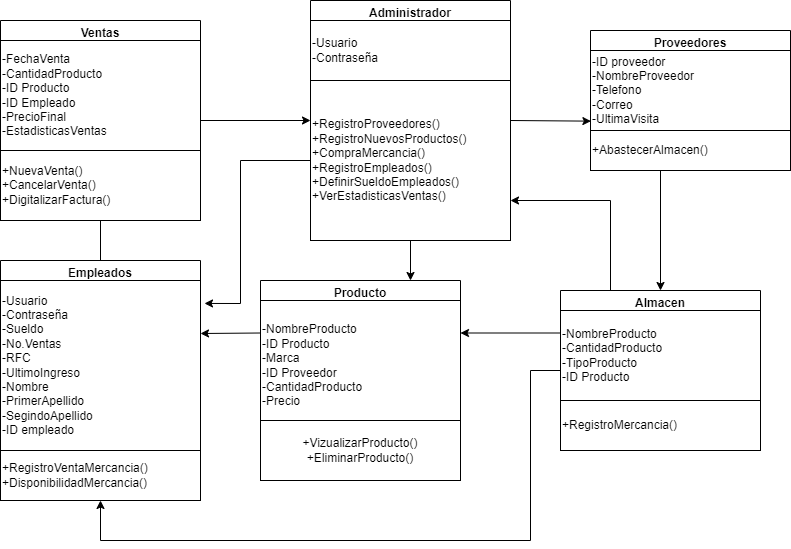 Ventas
-FechaVenta
-CantidadProducto
-ID Producto
-ID Empleado
-PrecioFinal
-EstadisticasVentas
+NuevaVenta()
+CancelarVenta()
+DigitalizarFactura()
Administrador
-Usuario
-Contraseña
+RegistroProveedores()
+RegistroNuevosProductos()
+CompraMercancia()
+RegistroEmpleados()
+DefinirSueldoEmpleados()
+VerEstadisticasVentas()
Proveedores
-ID proveedor
-NombreProveedor
-Telefono
-Correo
-UltimaVisita
+AbastecerAlmacen()
Empleados
-Usuario
-Contraseña
-Sueldo
-No.Ventas
-RFC
-UltimoIngreso
-Nombre
-PrimerApellido
-SegindoApellido
-ID empleado
+RegistroVentaMercancia()
+DisponibilidadMercancia()
Producto
-NombreProducto
-ID Producto
-Marca
-ID Proveedor
-CantidadProducto
-Precio
+VizualizarProducto()
+EliminarProducto()
Almacen
-NombreProducto
-CantidadProducto
-TipoProducto
-ID Producto
+RegistroMercancia()